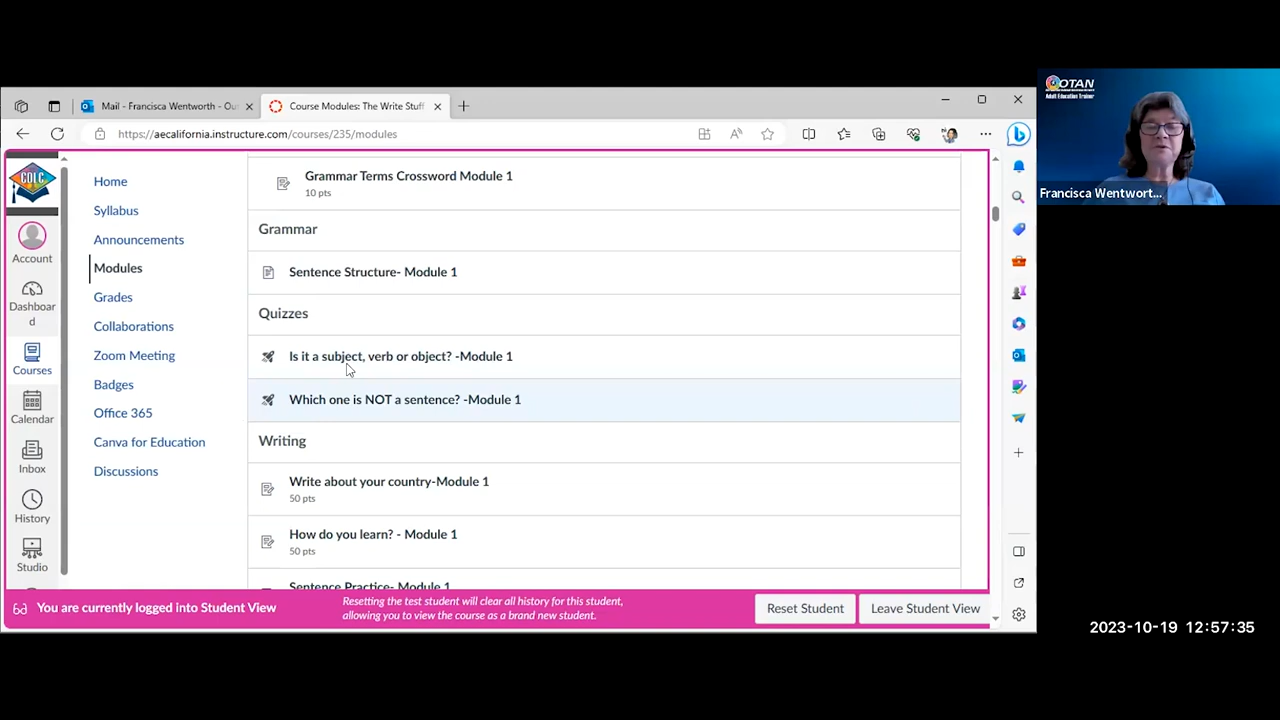 Mail - Francisca Wentworth - Ou
Course Modules: The Write Stuff
https://aecalifornia.instructure.com/courses/235/modules
COLC
Account
Dashboar
d
Courses
Calendar
Inbox
History
Studio
Home
Syllabus
Announcements
Modules
Grades
Collaborations
Zoom Meeting
Badges
Office 365
Canva for Education
Discussions
Grammar Terms Crossword Module 1
10 pts
Grammar
Sentence Structure- Module 1
Quizzes
Is it a subject, verb or object? -Module 1
Which one is NOT a sentence? -Module 1
Writing
Write about your country-Module 1
50 pts
How do you learn? - Module 1
50 pts
Sentence Practice- Module 1
You are currently logged into Student View
Resetting the test student will clear all history for this student,
allowing you to view the course as a brand new student.
Reset Student
Leave Student View
OTAN
Adult Education Trainer
Francisca Wentwort...
2023-10-19 12:57:35